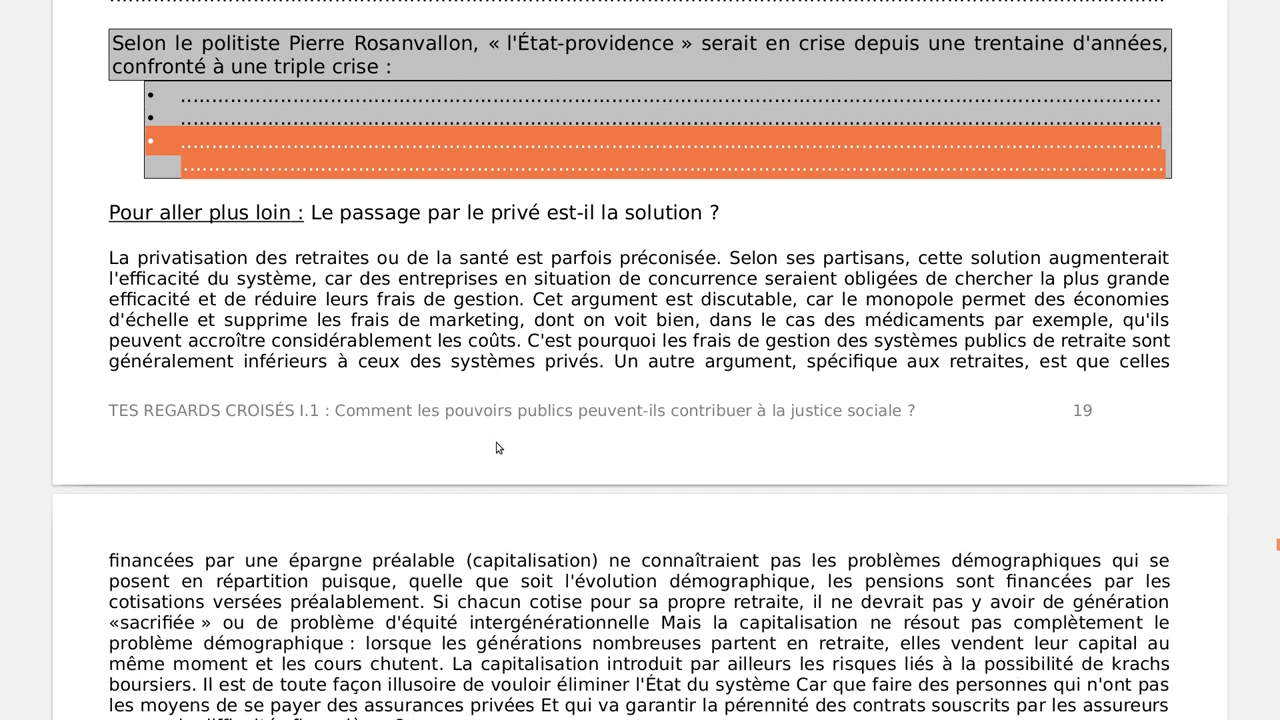 ................................................................................
Selon le politiste Pierre Rosanvallon, « l'État-providence » serait en crise depuis une trentaine d'années,
confronté à une triple crise :
• ................................................................................
• ................................................................................
• ................................................................................
................................................................................
Pour aller plus loin : Le passage par le privé est-il la solution ?
La privatisation des retraites ou de la santé est parfois préconisée. Selon ses partisans, cette solution augmenterait
l'efficacité du système, car des entreprises en situation de concurrence seraient obligées de chercher la plus grande
efficacité et de réduire leurs frais de gestion. Cet argument est discutable, car le monopole permet des économies
d'échelle et supprime les frais de marketing, dont on voit bien, dans le cas des médicaments par exemple, qu'ils
peuvent accroître considérablement les coûts. C'est pourquoi les frais de gestion des systèmes publics de retraite sont
généralement inférieurs à ceux des systèmes privés. Un autre argument, spécifique aux retraites, est que celles
TES REGARDS CROISÉS I.1 : Comment les pouvoirs publics peuvent-ils contribuer à la justice sociale ? 19
financées par une épargne préalable (capitalisation) ne connaîtraient pas les problèmes démographiques qui se
posent en répartition puisque, quelle que soit l'évolution démographique, les pensions sont financées par les
cotisations versées préalablement. Si chacun cotise pour sa propre retraite, il ne devrait pas y avoir de génération
«sacrifiée » ou de problème d'équité intergénérationnelle Mais la capitalisation ne résout pas complètement le
problème démographique : lorsque les générations nombreuses partent en retraite, elles vendent leur capital au
même moment et les cours chutent. La capitalisation introduit par ailleurs les risques liés à la possibilité de krachs
boursiers. Il est de toute façon illusoire de vouloir éliminer l'État du système Car que faire des personnes qui n'ont pas
les moyens de se payer des assurances privées Et qui va garantir la pérennité des contrats souscrits par les assureurs